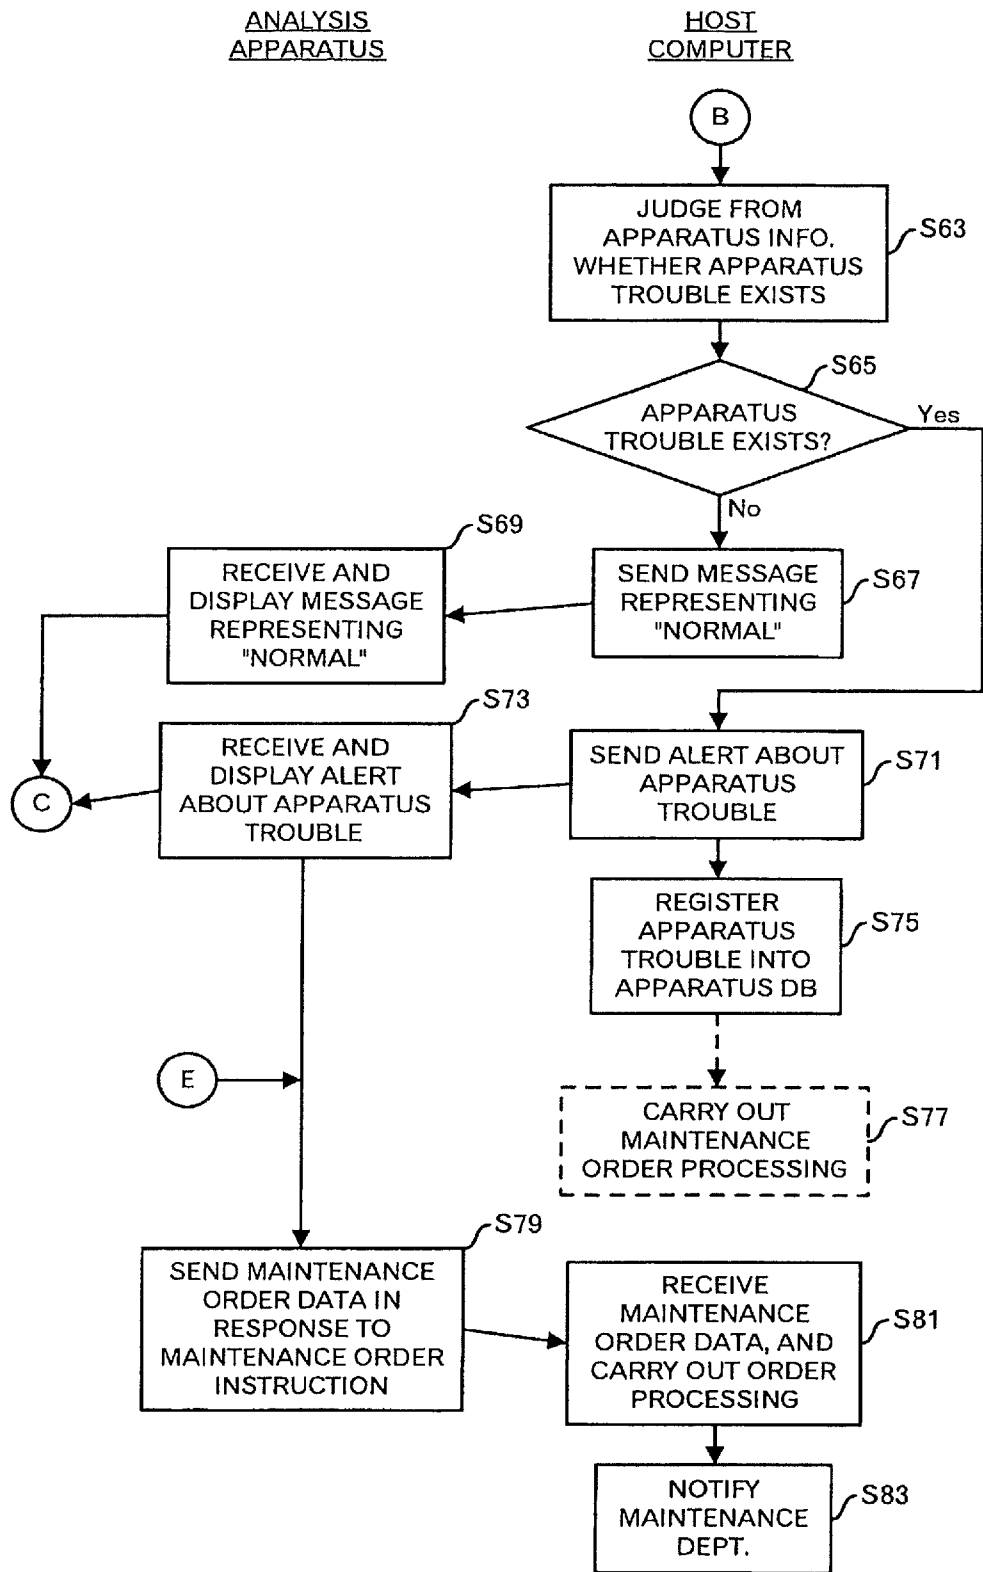 ANALYSIS
APPARATUS
HOST
COMPUTER
B
JUDGE FROM
APPARATUS INFO.
WHETHER APPARATUS
TROUBLE EXISTS
S63
S65
APPARATUS
TROUBLE EXISTS?
Yes
No
S69
RECEIVE AND
DISPLAY MESSAGE
REPRESENTING
"NORMAL"
SEND MESSAGE
REPRESENTING
"NORMAL"
S67
S73
RECEIVE AND
DISPLAY ALERT
ABOUT APPARATUS
TROUBLE
C
SEND ALERT ABOUT
APPARATUS
TROUBLE
S71
REGISTER
APPARATUS
TROUBLE INTO
APPARATUS DB
S75
E
CARRY OUT
MAINTENANCE
ORDER PROCESSING
S77
S79
SEND MAINTENANCE
ORDER DATA IN
RESPONSE TO
MAINTENANCE ORDER
INSTRUCTION
RECEIVE
MAINTENANCE
ORDER DATA, AND
CARRY OUT ORDER
PROCESSING
S81
NOTIFY
MAINTENANCE
DEPT.
S83